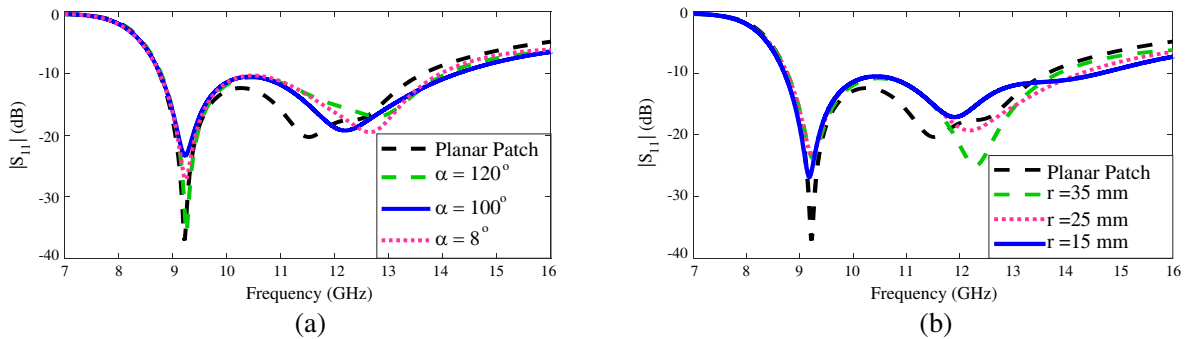 0
-10
-20
-30
-40
|S11| (dB)
Planar Patch
α = 120°
α = 100°
α = 8°
7 8 9 10 11 12 13 14 15 16
Frequency (GHz)
(a)
0
-10
-20
-30
-40
|S11| (dB)
Planar Patch
r =35 mm
r =25 mm
r =15 mm
7 8 9 10 11 12 13 14 15 16
Frequency (GHz)
(b)